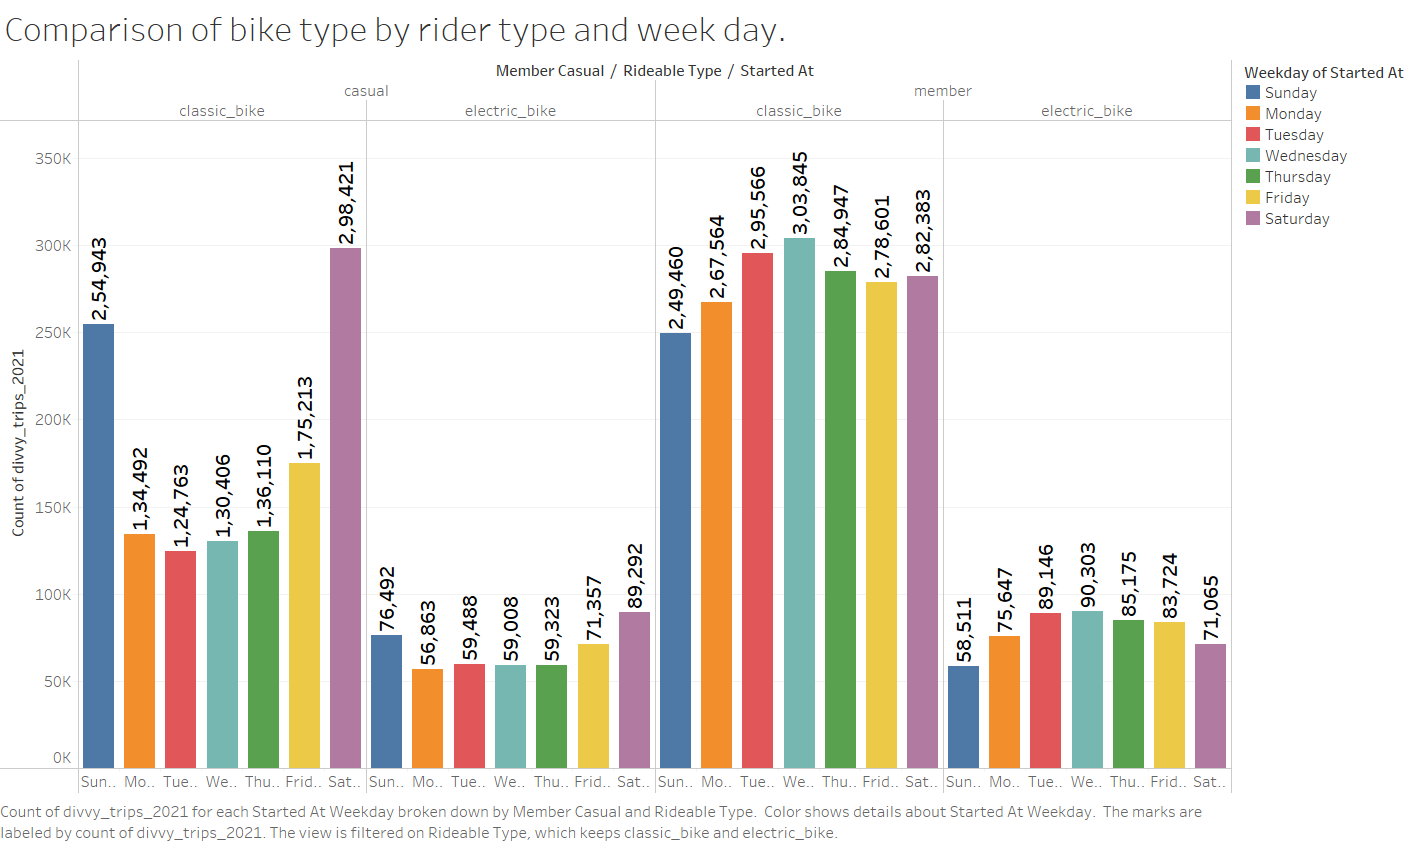 Comparison of bike type by rider type and week day.
Member Casual / Rideable Type / Started At
casual member
classic_bike electric_bike classic_bike electric_bike
Count of divvy_trips_2021
350K
300K
250K
200K
150K
100K
50K
0K
2,54,943
1,34,492
1,24,763
1,30,406
1,36,110
1,75,213
2,98,421
76,492
56,863
59,488
59,008
59,323
71,357
89,292
2,49,460
2,67,564
2,95,566
3,03,845
2,84,947
2,78,601
2,82,383
58,511
75,647
89,146
90,303
85,175
83,724
71,065
Sun.. Mo.. Tue.. We.. Thu.. Frid.. Sat.. Sun.. Mo.. Tue.. We.. Thu.. Frid.. Sat.. Sun.. Mo.. Tue.. We.. Thu.. Frid.. Sat.. Sun.. Mo.. Tue.. We.. Thu.. Frid.. Sat..
Weekday of Started At
Sunday
Monday
Tuesday
Wednesday
Thursday
Friday
Saturday
Count of divvy_trips_2021 for each Started At Weekday broken down by Member Casual and Rideable Type.  Color shows details about Started At Weekday.  The marks are
labeled by count of divvy_trips_2021. The view is filtered on Rideable Type, which keeps classic_bike and electric_bike.